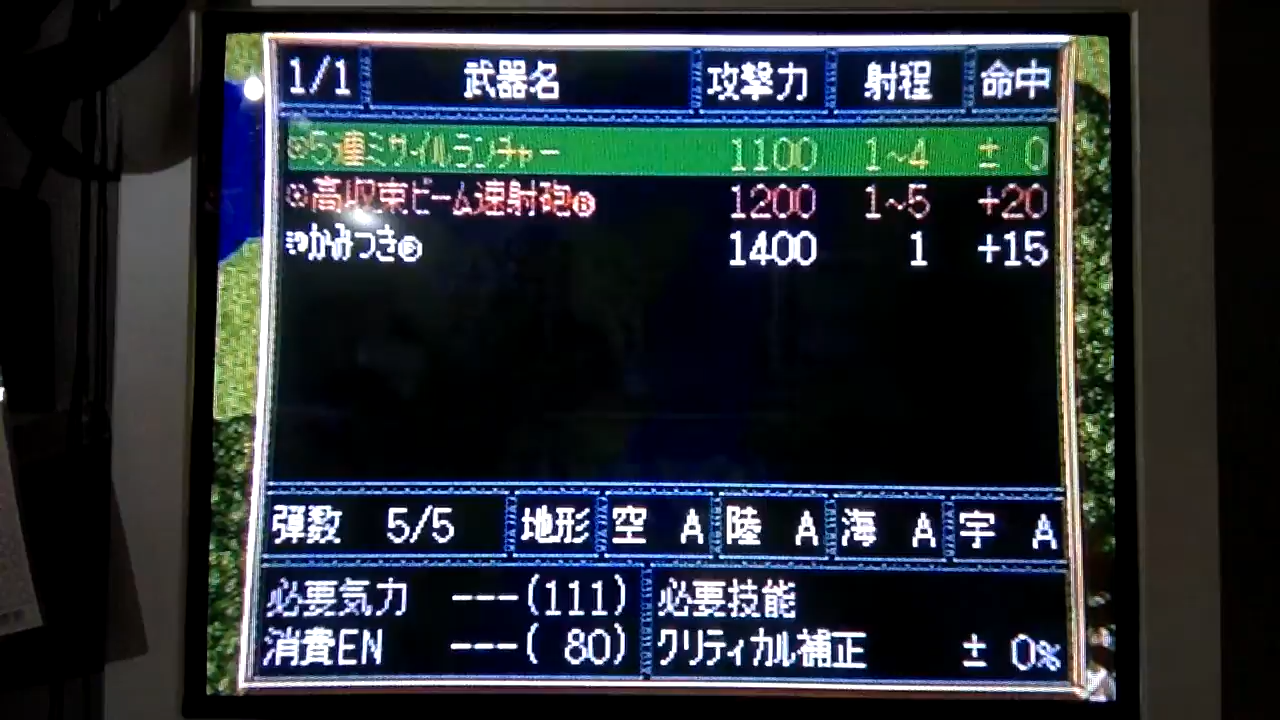 1/1 武器名 攻撃力 射程 命中
5連ミサイルランチャー 1100 1~4 ± 0
高収束ビーム速射砲Ⓑ 1200 1~5 +20
かみつきⓅ 1400 1 +15
弾数 5/5 地形 空 A 陸 A 海 A 宇 A
必要気力 ---(111) 必要技能
消費EN ---( 80) クリティカル補正 ± 0%